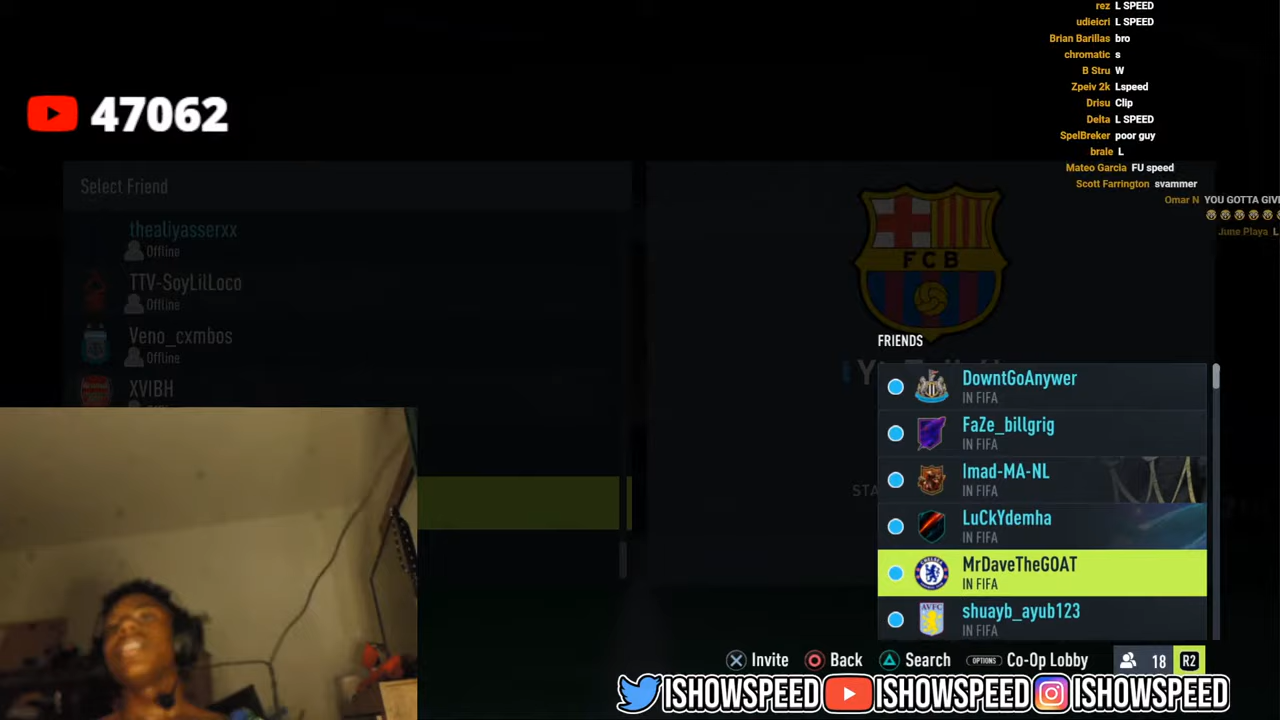 rez L SPEED
udieicri L SPEED
Brian Barillas bro
chromatic s
B Stru W
Zpeiv 2k Lspeed
Drisu Clip
Delta L SPEED
SpelBreker poor guy
brale L
Mateo Garcia FU speed
Scott Farrington svammer
Omar N YOU GOTTA GIVE
June Playa L
47062
Select Friend
thealiyasserxx
Offline
TTV-SoyLilLoco
Offline
Veno_cxmbos
Offline
XVIBH
FCB
FRIENDS
DowntGoAnywer
IN FIFA
FaZe_billgrig
IN FIFA
Imad-MA-NL
IN FIFA
LuCkYdemha
IN FIFA
MrDaveTheGOAT
IN FIFA
AVFC
shuayb_ayub123
IN FIFA
Invite Back Search OPTIONS Co-Op Lobby 18 R2
ISHOWSPEED ISHOWSPEED ISHOWSPEED